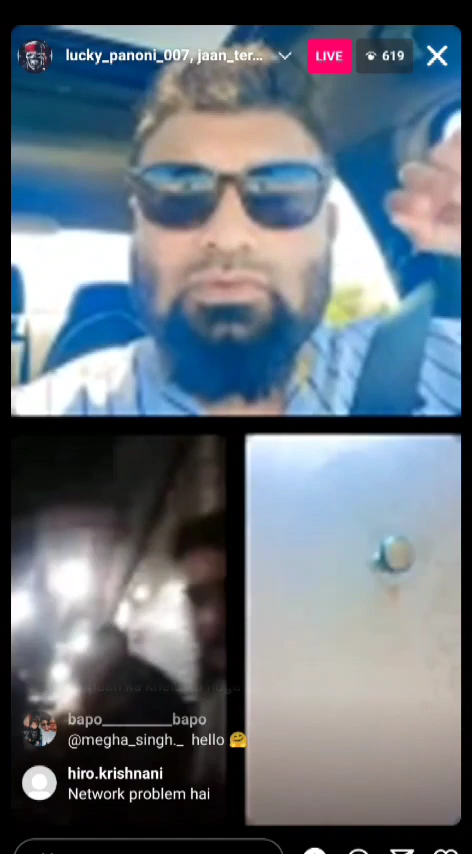 lucky_panoni_007, jaan_ter...
LIVE
619
bapo_________bapo
@megha_singh._ hello 🤗
hiro.krishnani
Network problem hai